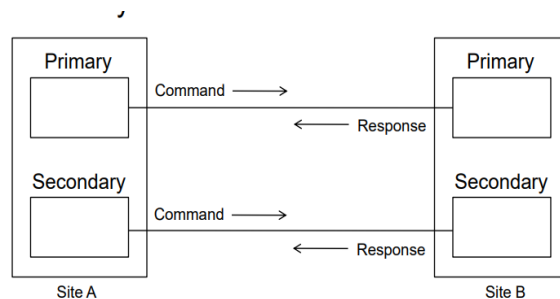 Primary
Primary
Command
Response
Secondary
Secondary
Command
Response
Site A
Site B